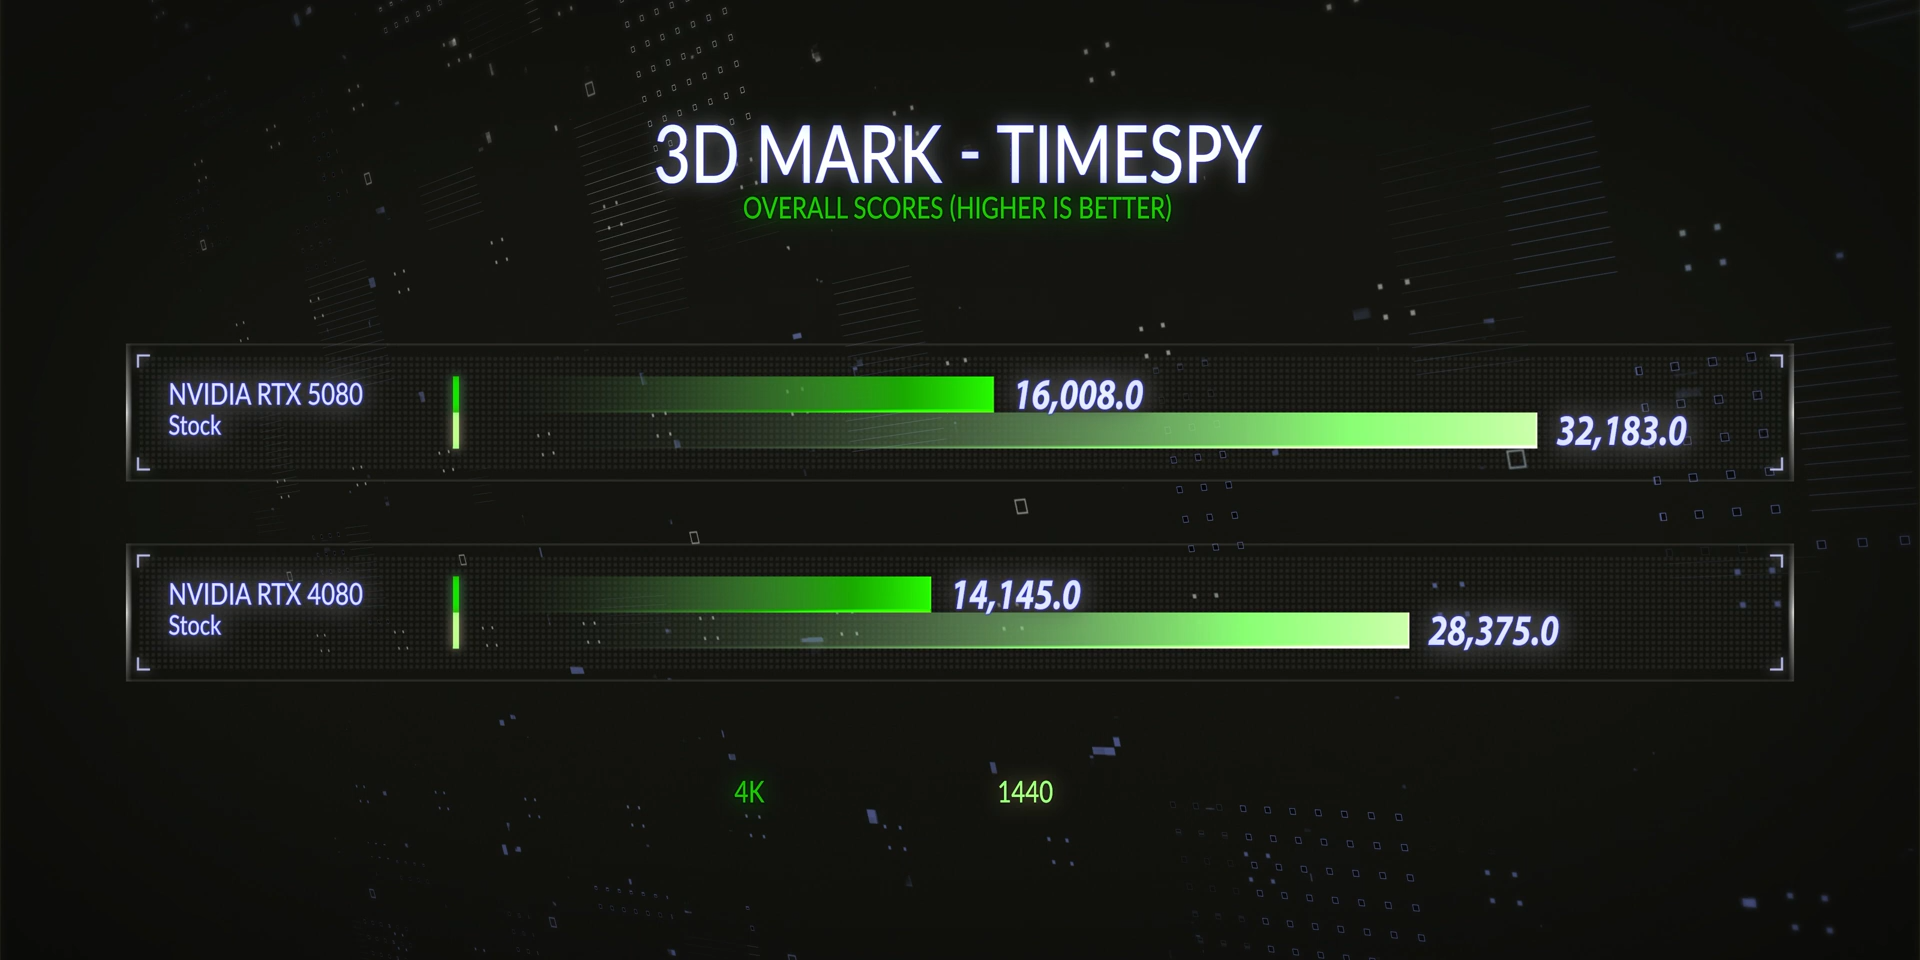 3D MARK - TIMESPY
OVERALL SCORES (HIGHER IS BETTER)
NVIDIA RTX 5080
Stock
16,008.0
32,183.0
NVIDIA RTX 4080
Stock
14,145.0
28,375.0
4K
1440